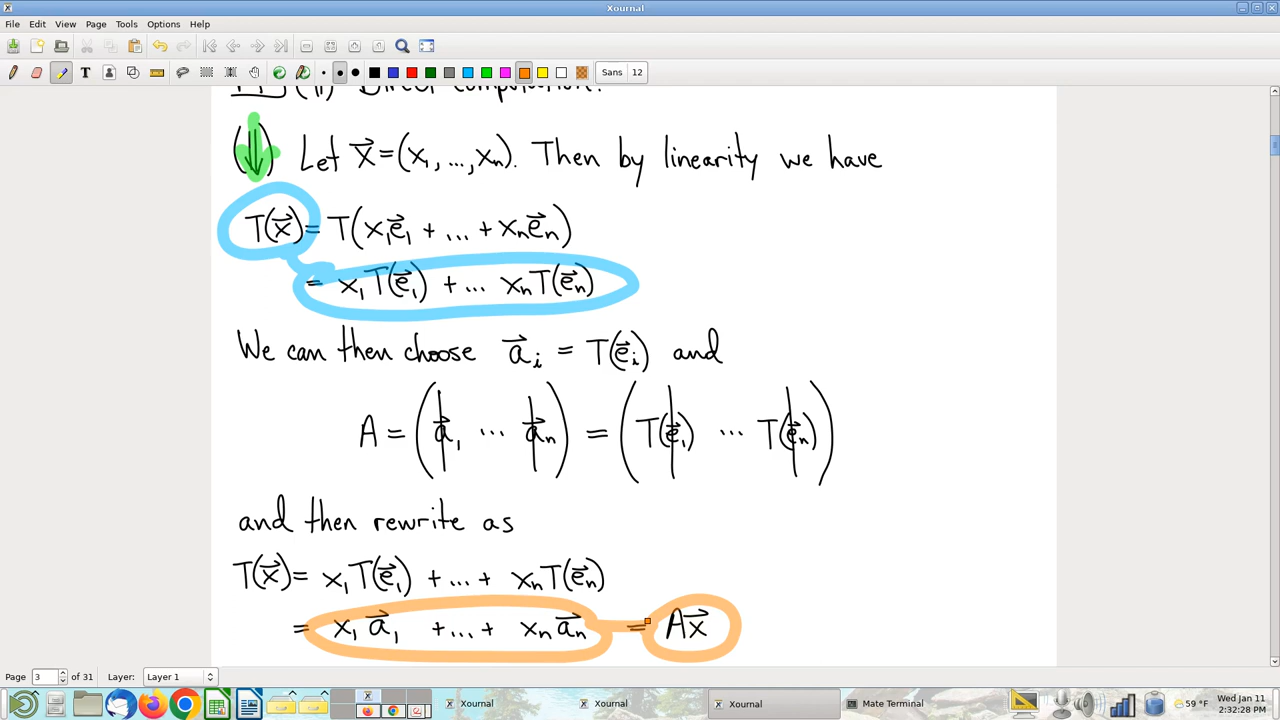 Xournal
File Edit View Page Tools Options Help
Sans 12
(⇓) Let x⃗=(x₁,...,xₙ). Then by linearity we have
T(x⃗)= T(x₁e⃗₁ + ... + xₙe⃗ₙ)
= x₁T(e⃗₁) + ... xₙT(e⃗ₙ)
We can then choose a⃗ᵢ = T(e⃗ᵢ) and
A = (a⃗₁ ... a⃗ₙ) = (T(e⃗₁) ... T(e⃗ₙ))
and then rewrite as
T(x⃗)= x₁T(e⃗₁) +...+ xₙT(e⃗ₙ)
= x₁a⃗₁ +...+ xₙa⃗ₙ = Ax⃗
Page 3 of 31 Layer: Layer 1
Xournal Xournal Xournal Mate Terminal 59 °F Wed Jan 11
2:32:28 PM